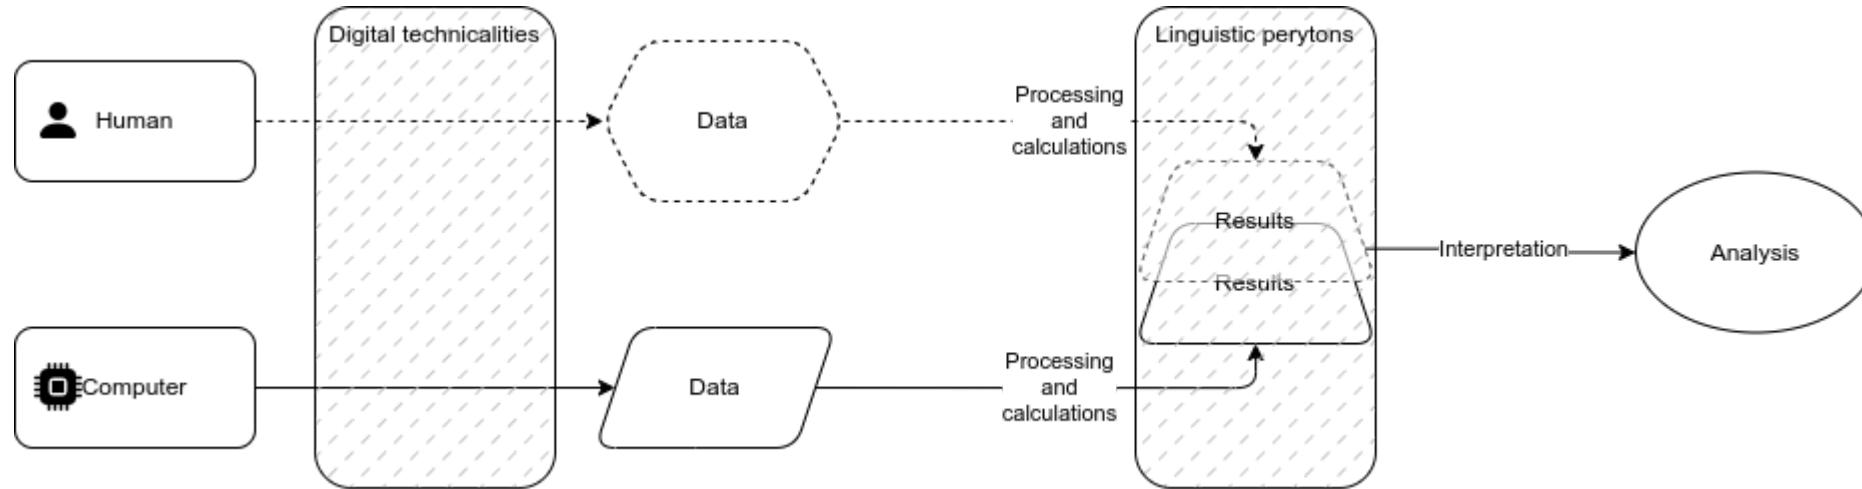 Digital technicalities
Linguistic perytons
Human
Data
Processing
and
calculations
Results
Results
Interpretation
Analysis
Computer
Data
Processing
and
calculations